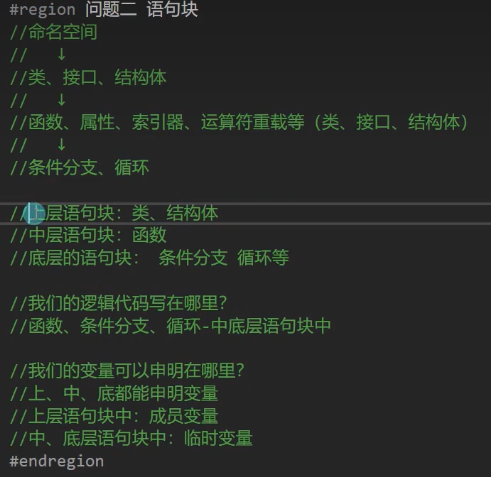 #region 问题二 语句块
//命名空间
//   ↓
//类、接口、结构体
//   ↓
//函数、属性、索引器、运算符重载等（类、接口、结构体）
//   ↓
//条件分支、循环
//上层语句块：类、结构体
//中层语句块：函数
//底层的语句块： 条件分支 循环等
//我们的逻辑代码写在哪里？
//函数、条件分支、循环-中底层语句块中
//我们的变量可以申明在哪里？
//上、中、底都能申明变量
//上层语句块中：成员变量
//中、底层语句块中：临时变量
#endregion